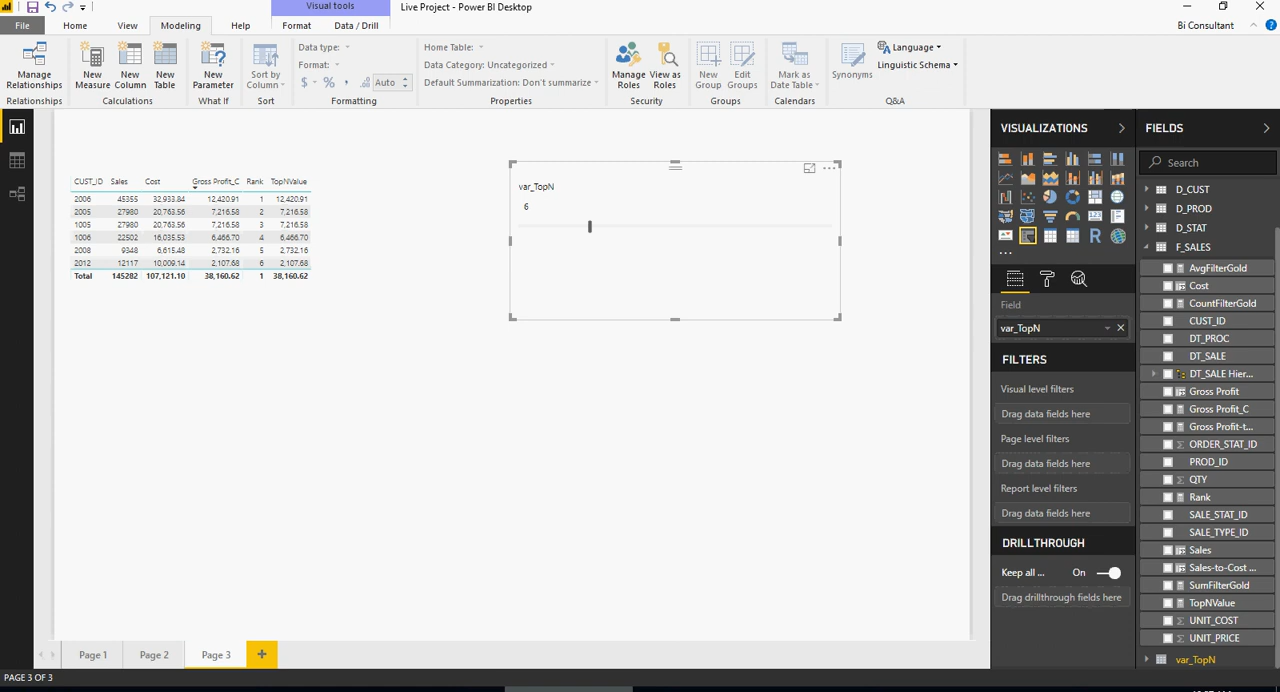 Visual tools
Live Project - Power BI Desktop
File
Home
View
Modeling
Help
Format
Data / Drill
Bi Consultant
Manage Relationships
New Measure
New Column
New Table
New Parameter
Sort by Column
Data type:
Format:
$ % , Auto
Home Table:
Data Category: Uncategorized
Default Summarization: Don't summarize
Manage Roles
View as Roles
New Group
Edit Groups
Mark as Date Table
Synonyms
Language
Linguistic Schema
Relationships
Calculations
What If
Sort
Formatting
Properties
Security
Groups
Calendars
Q&A
CUST_ID Sales Cost Gross Profit_C Rank TopNValue
2006 45355 32,933.84 12,420.91 1 12,420.91
2005 27980 20,763.56 7,216.58 2 7,216.58
1005 27980 20,763.56 7,216.58 3 7,216.58
1006 22502 16,035.53 6,466.70 4 6,466.70
2008 9348 6,615.48 2,732.16 5 2,732.16
2012 12117 10,009.14 2,107.68 6 2,107.68
Total 145282 107,121.10 38,160.62 1 38,160.62
var_TopN
6
VISUALIZATIONS
R
Field
var_TopN
FILTERS
Visual level filters
Drag data fields here
Page level filters
Drag data fields here
Report level filters
Drag data fields here
DRILLTHROUGH
Keep all ... On
Drag drillthrough fields here
FIELDS
Search
D_CUST
D_PROD
D_STAT
F_SALES
AvgFilterGold
Cost
CountFilterGold
CUST_ID
DT_PROC
DT_SALE
DT_SALE Hier...
Gross Profit
Gross Profit_C
Gross Profit-t...
ORDER_STAT_ID
PROD_ID
QTY
Rank
SALE_STAT_ID
SALE_TYPE_ID
Sales
Sales-to-Cost ...
SumFilterGold
TopNValue
UNIT_COST
UNIT_PRICE
var_TopN
Page 1
Page 2
Page 3
PAGE 3 OF 3